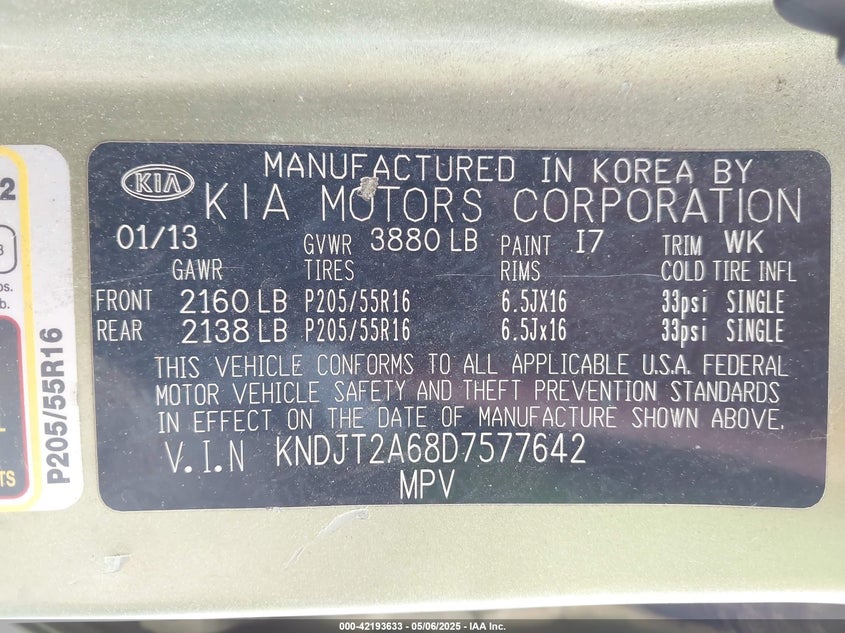 MANUFACTURED IN KOREA BY
KIA
KIA MOTORS CORPORATION
01/13 GVWR 3880 LB PAINT I7 TRIM WK
GAWR TIRES RIMS COLD TIRE INFL
FRONT 2160 LB P205/55R16 6.5JX16 33psi SINGLE
REAR 2138 LB P205/55R16 6.5Jx16 33psi SINGLE
THIS VEHICLE CONFORMS TO ALL APPLICABLE U.S.A. FEDERAL
MOTOR VEHICLE SAFETY AND THEFT PREVENTION STANDARDS
IN EFFECT ON THE DATE OF MANUFACTURE SHOWN ABOVE.
V.I.N KNDJT2A68D7577642
MPV
P205/55R16
000-42193633 - 05/06/2025 - IAA Inc.